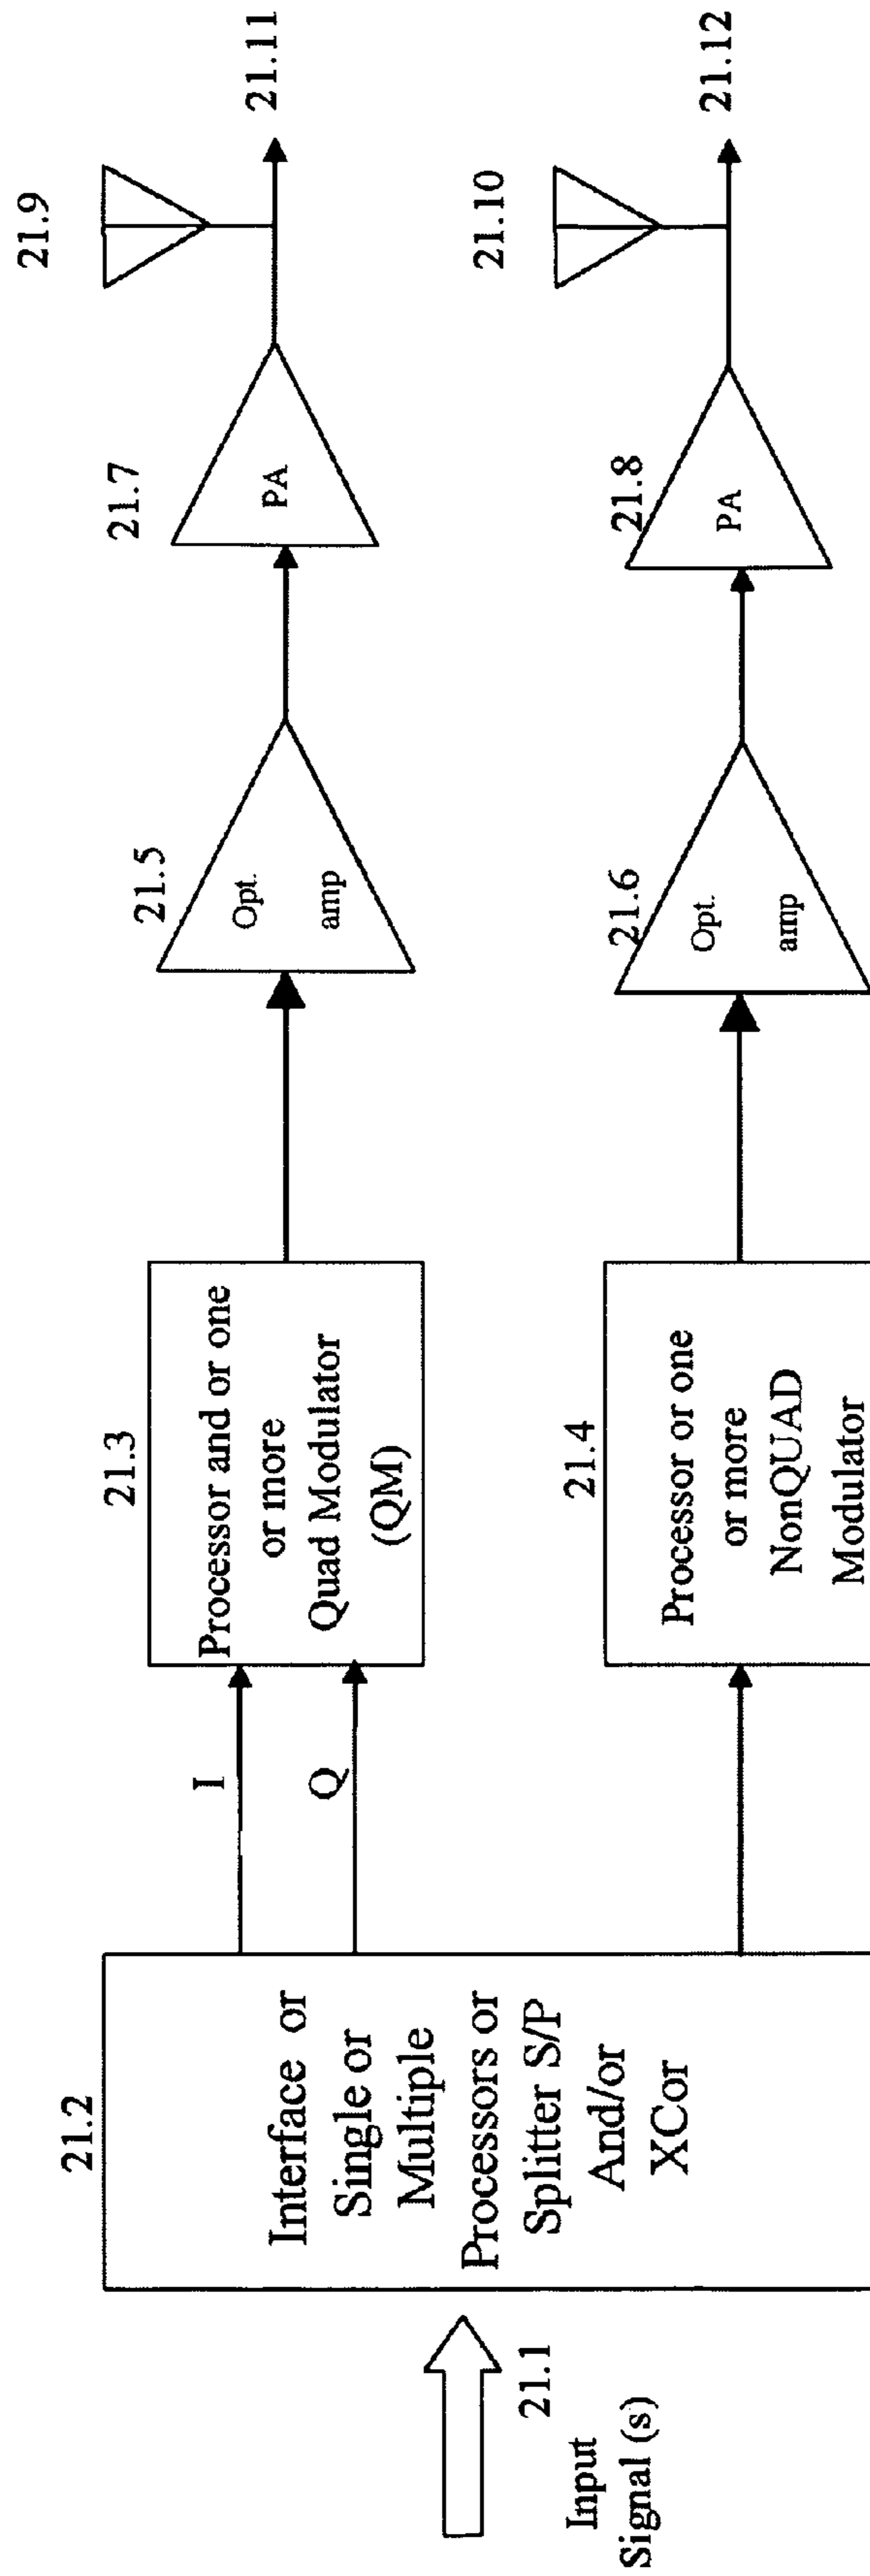 21.1
Input
Signal (s)
21.2
Interface or
Single or
Multiple
Processors or
Splitter S/P
And/or
XCor
I
Q
21.3
Processor and or one
or more
Quad Modulator
(QM)
21.4
Processor or one
or more
NonQUAD
Modulator
21.5
Opt.
amp
21.6
Opt.
amp
21.7
PA
21.8
PA
21.9
21.10
21.11
21.12